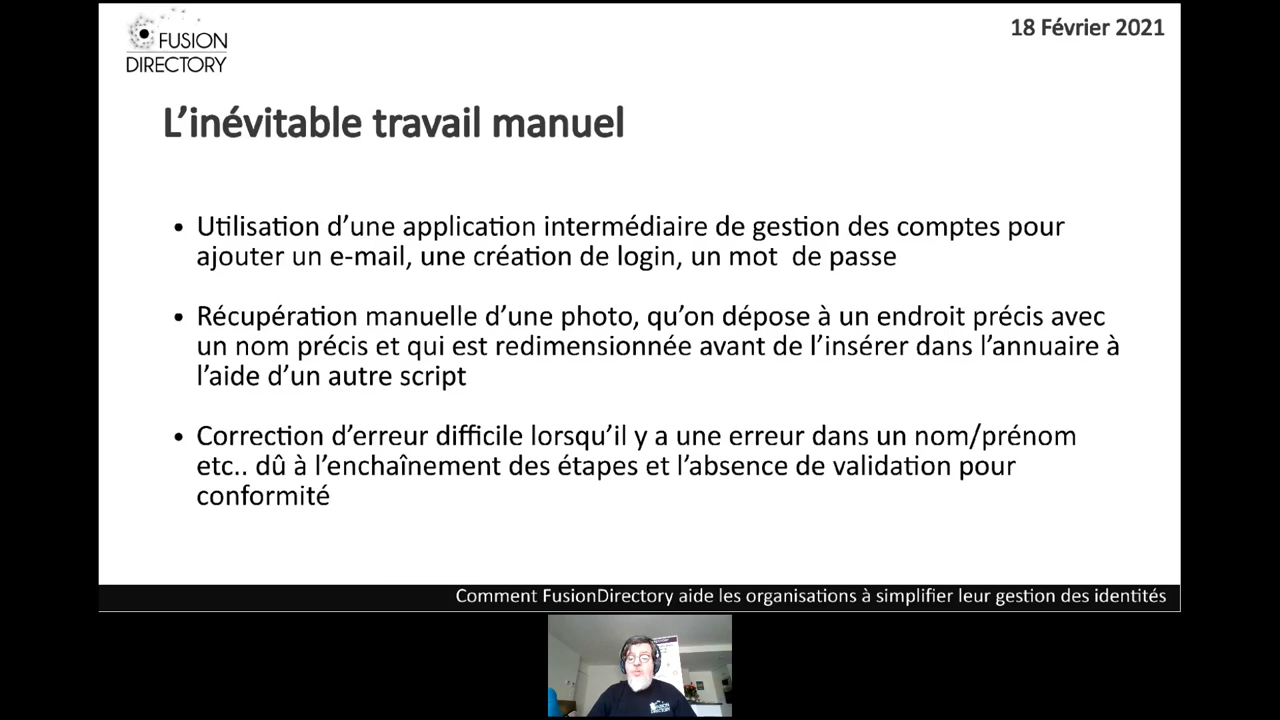 FUSION
DIRECTORY
18 Février 2021
L’inévitable travail manuel
• Utilisation d’une application intermédiaire de gestion des comptes pour
ajouter un e-mail, une création de login, un mot  de passe
• Récupération manuelle d’une photo, qu’on dépose à un endroit précis avec
un nom précis et qui est redimensionnée avant de l’insérer dans l’annuaire à
l’aide d’un autre script
• Correction d’erreur difficile lorsqu’il y a une erreur dans un nom/prénom
etc.. dû à l’enchaînement des étapes et l’absence de validation pour
conformité
Comment FusionDirectory aide les organisations à simplifier leur gestion des identités
FUSION
DIRECTORY